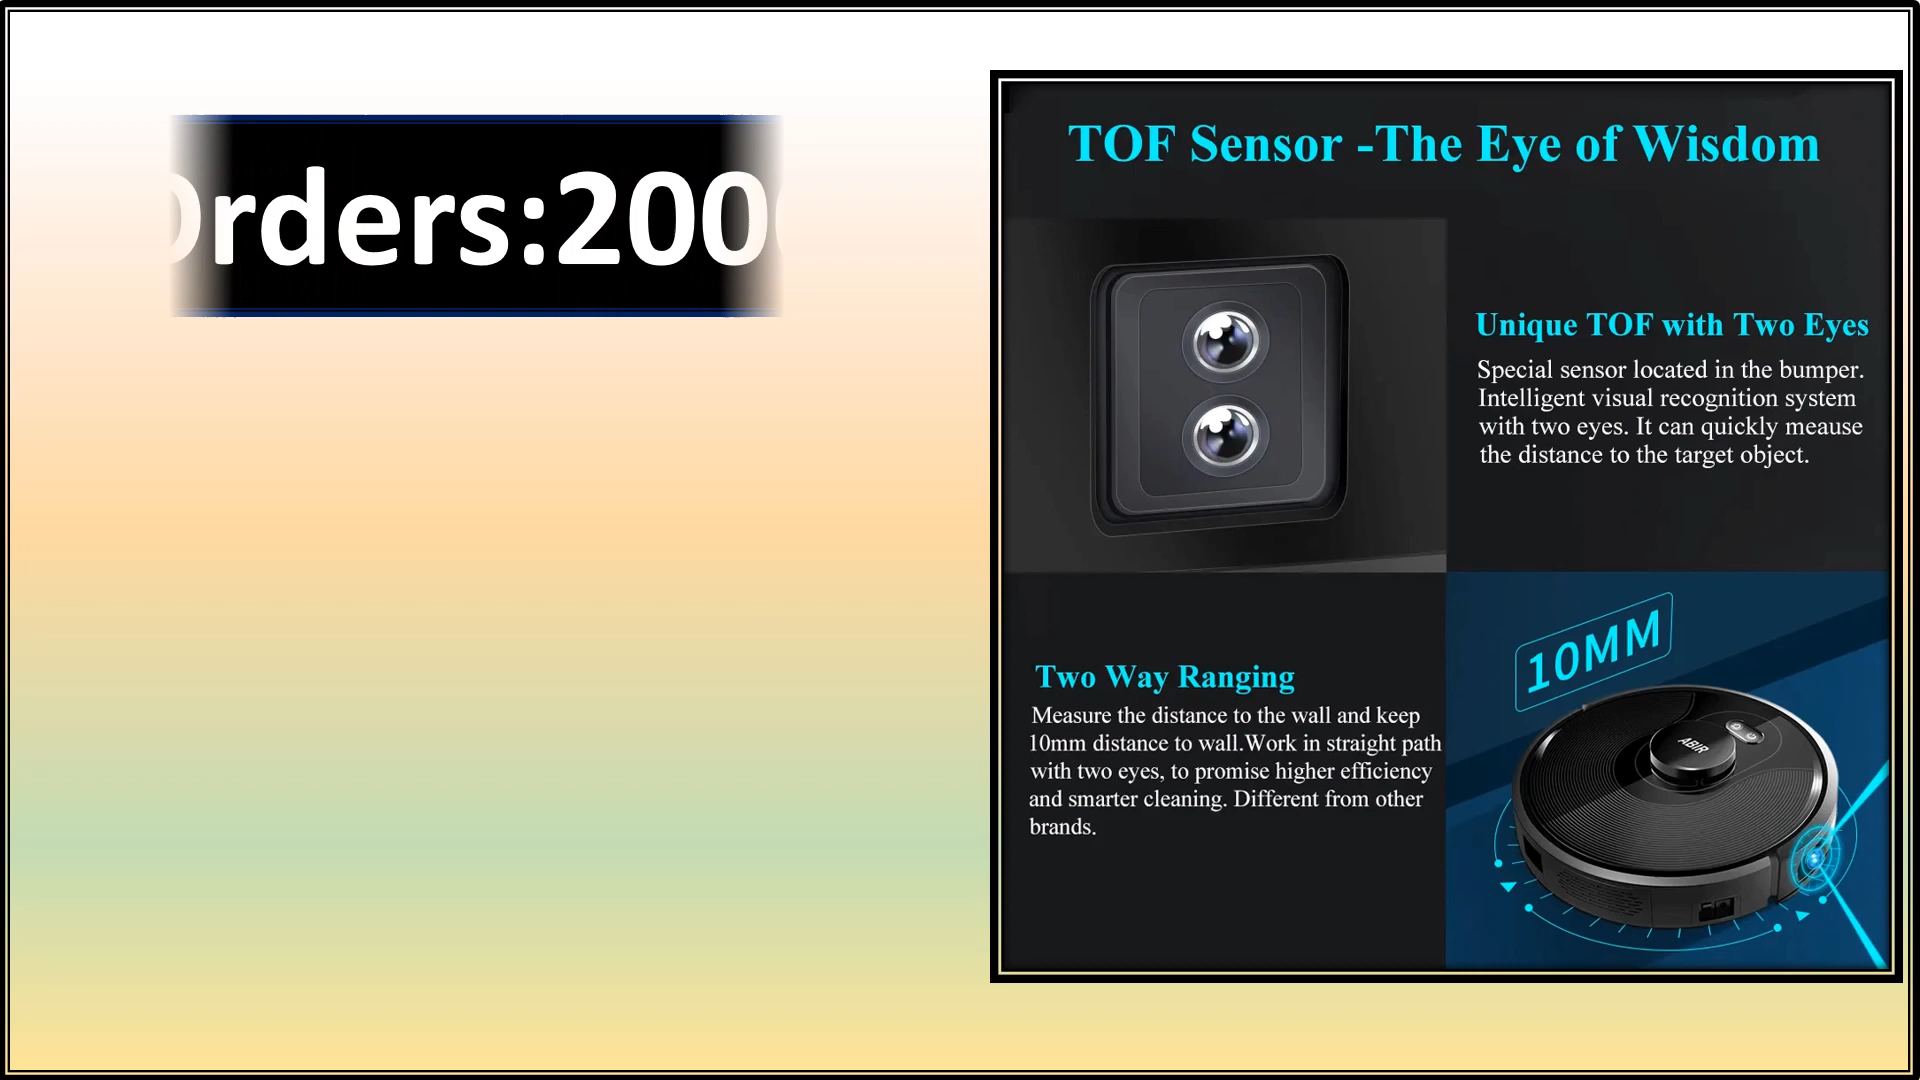 Orders:2000
TOF Sensor -The Eye of Wisdom
Unique TOF with Two Eyes
Special sensor located in the bumper.
Intelligent visual recognition system
with two eyes. It can quickly meause
the distance to the target object.
Two Way Ranging
Measure the distance to the wall and keep
10mm distance to wall.Work in straight path
with two eyes, to promise higher efficiency
and smarter cleaning. Different from other
brands.
10MM
ABIR